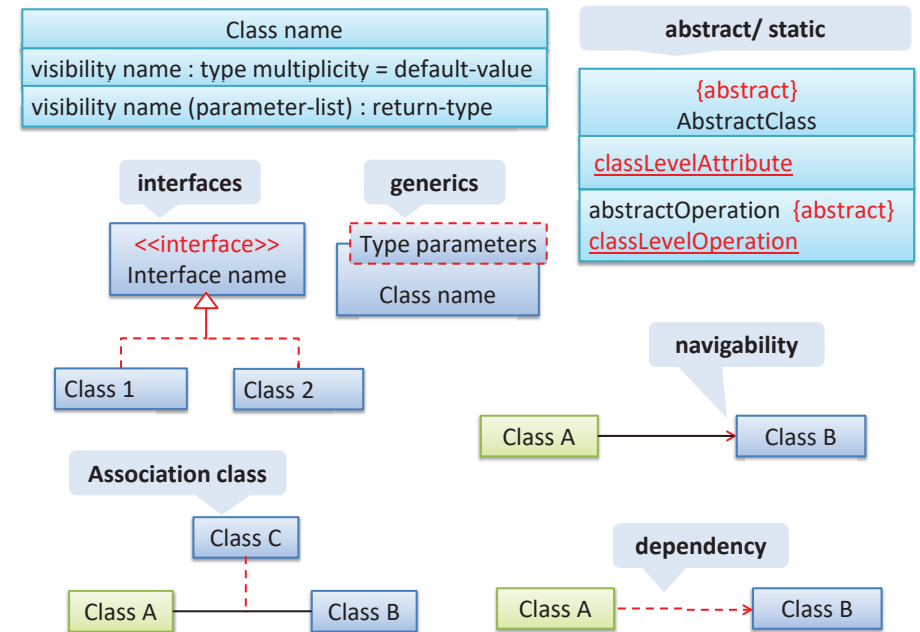 Class name
visibility name : type multiplicity = default-value
visibility name (parameter-list) : return-type
abstract/ static
{abstract}
AbstractClass
classLevelAttribute
abstractOperation {abstract}
classLevelOperation
interfaces
<<interface>>
Interface name
Class 1
Class 2
generics
Type parameters
Class name
navigability
Class A
Class B
Association class
Class C
Class A
Class B
dependency
Class A
Class B